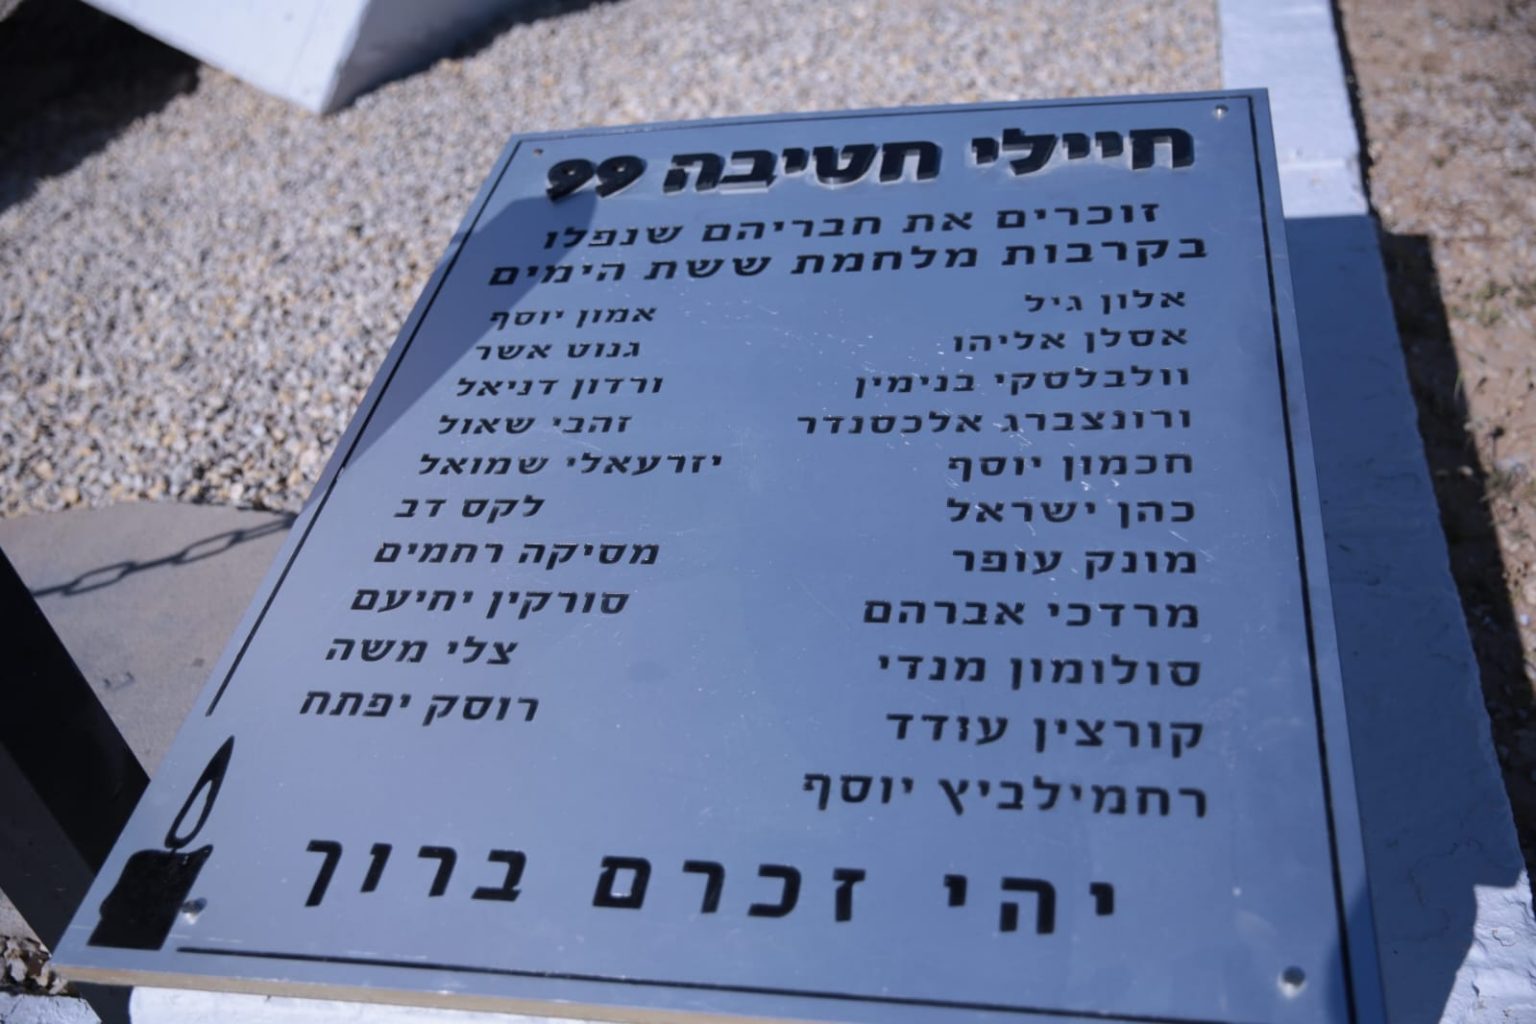 חיילי חטיבה 99
זוכרים את חבריהם שנפלו
בקרבות מלחמת ששת הימים
אלון גיל
אסלן אליהו
וולבלסקי בנימין
ורונצברג אלכסנדר
חכמון יוסף
כהן ישראל
מונק עופר
מרדכי אברהם
סולומון מנדי
קורצין עודד
רחמילביץ יוסף
אמון יוסף
גנוט אשר
ורדון דניאל
זהבי שאול
יזרעאלי שמואל
לקס דב
מסיקה רחמים
סורקין יחיעם
צלי משה
רוסק יפתח
יהי זכרם ברוך